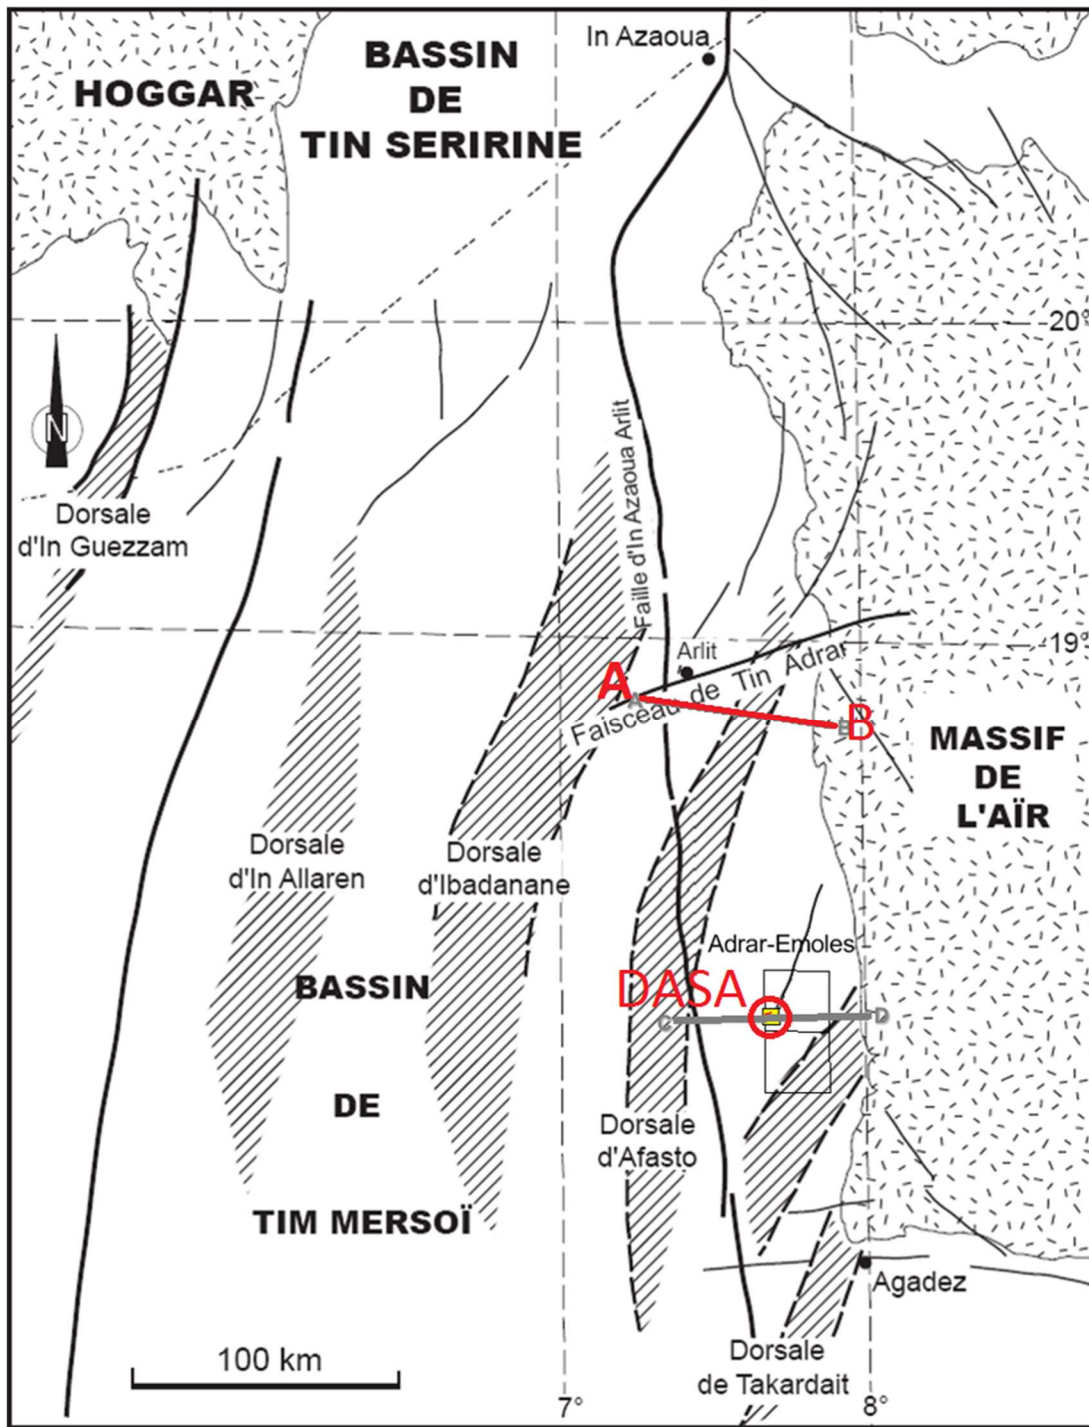 In Azaoua
BASSIN
DE
TIN SERIRINE
HOGGAR
20°
N
Faille d'In Azaoua Arlit
Dorsale
d'In Guezzam
19°
Arlit
Faisceau de Tin Adrar
A
A
B
B
MASSIF
DE
L'AÏR
Dorsale
d'In Allaren
Dorsale
d'Ibadanane
Adrar-Emoles
DASA
C
D
BASSIN
DE
TIM MERSOÏ
Dorsale
d'Afasto
Agadez
100 km
Dorsale
de Takardait
7°
8°